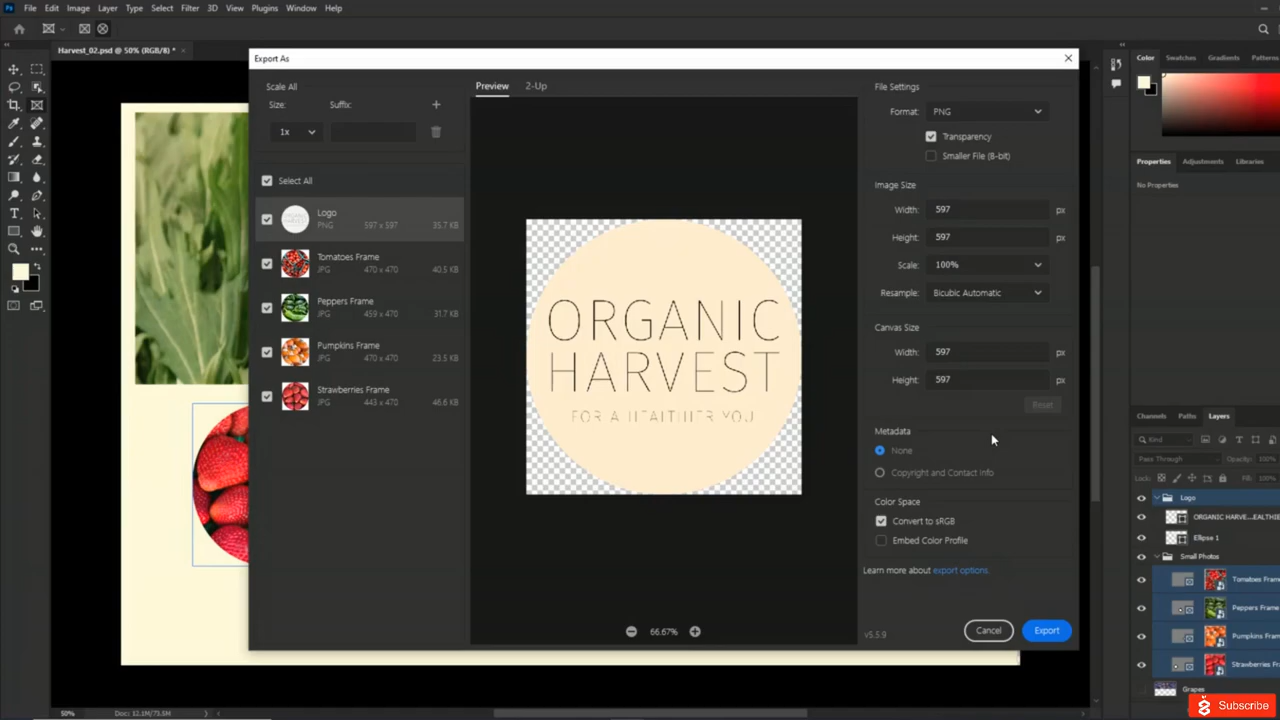 Ps File Edit Image Layer Type Select Filter 3D View Plugins Window Help
Harvest_02.psd @ 50% (RGB/8) *
Export As
Scale All
Size: Suffix:
1x
Select All
Logo
PNG 597 x 597 35.7 KB
Tomatoes Frame
JPG 470 x 470 40.5 KB
Peppers Frame
JPG 459 x 470 31.7 KB
Pumpkins Frame
JPG 470 x 470 23.5 KB
Strawberries Frame
JPG 443 x 470 46.6 KB
Preview 2-Up
ORGANIC
HARVEST
FOR A HEALTHIER YOU
66.67%
File Settings
Format: PNG
Transparency
Smaller File (8-bit)
Image Size
Width: 597 px
Height: 597 px
Scale: 100%
Resample: Bicubic Automatic
Canvas Size
Width: 597 px
Height: 597 px
Reset
Metadata
None
Copyright and Contact Info
Color Space
Convert to sRGB
Embed Color Profile
Learn more about export options.
v5.5.9
Cancel Export
Color Swatches Gradients Patterns
Properties Adjustments Libraries
No Properties
Channels Paths Layers
Kind
Pass Through Opacity: 100%
Lock: Fill: 100%
Logo
ORGANIC HARVE...EALTHIE
Ellipse 1
Small Photos
Tomatoes Fram
Peppers Frame
Pumpkins Fram
Strawberries Fra
Grapes
Subscribe
50% Doc: 12.1M/73.5M